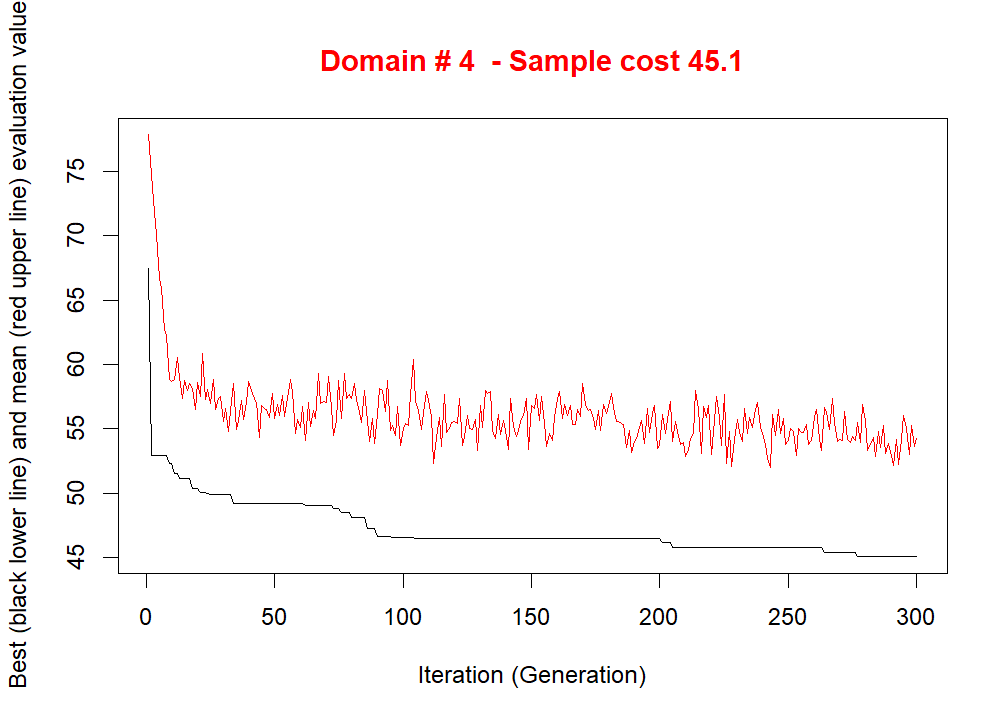 Domain # 4  - Sample cost 45.1
Best (black lower line) and mean (red upper line) evaluation value
75
70
65
60
55
50
45
0 50 100 150 200 250 300
Iteration (Generation)